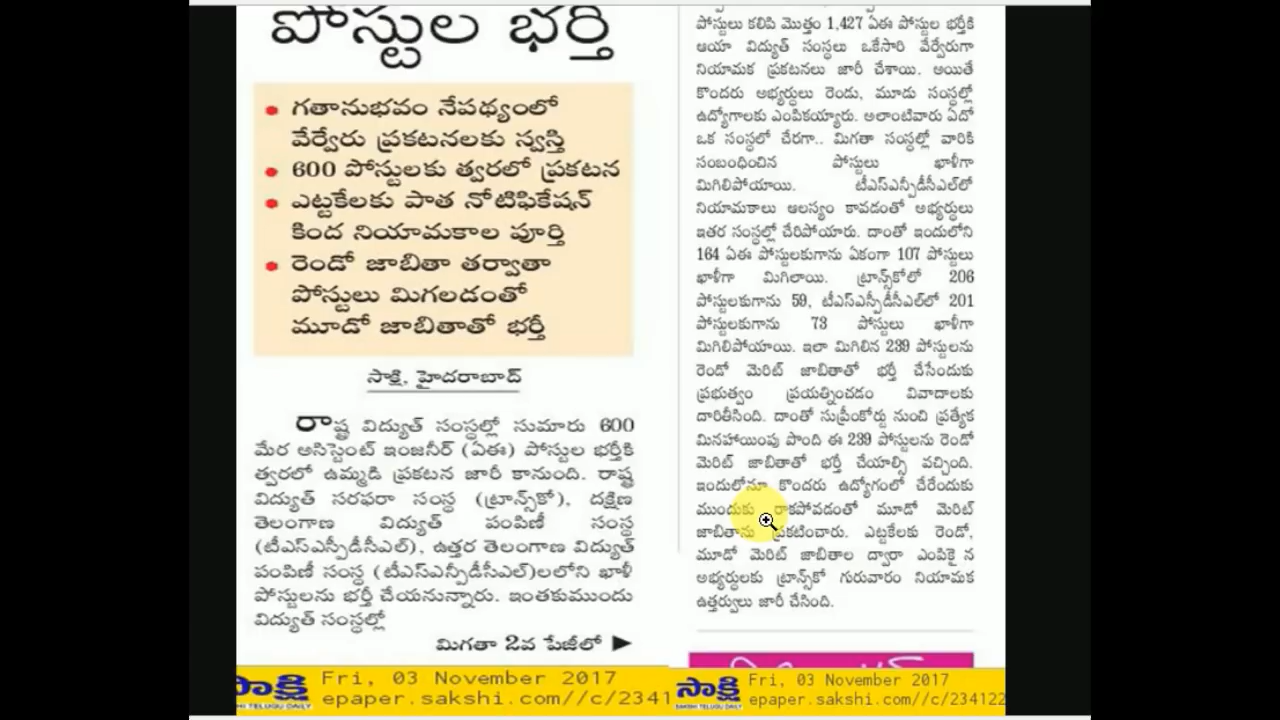 పోస్టుల భర్తీ
గతానుభవం నేపథ్యంలో
వేర్వేరు ప్రకటనలకు స్వస్తి
600 పోస్టులకు త్వరలో ప్రకటన
ఎట్టకేలకు పాత నోటిఫికేషన్
కింద నియామకాల పూర్తి
రెండో జాబితా తర్వాతా
పోస్టులు మిగలడంతో
మూడో జాబితాతో భర్తీ
సాక్షి, హైదరాబాద్
రాష్ట్ర విద్యుత్ సంస్థల్లో సుమారు 600
మేర అసిస్టెంట్ ఇంజనీర్ (ఏఈ) పోస్టుల భర్తీకి
త్వరలో ఉమ్మడి ప్రకటన జారీ కానుంది. రాష్ట్ర
విద్యుత్ సరఫరా సంస్థ (ట్రాన్స్‌కో), దక్షిణ
తెలంగాణ విద్యుత్ పంపిణీ సంస్థ
(టీఎస్ఎస్పీడీసీఎల్), ఉత్తర తెలంగాణ విద్యుత్
పంపిణీ సంస్థ (టీఎస్ఎన్పీడీసీఎల్)లలోని ఖాళీ
పోస్టులను భర్తీ చేయనున్నారు. ఇంతకుముందు
విద్యుత్ సంస్థల్లో
మిగతా 2వ పేజీలో ▶
పోస్టులు కలిపి మొత్తం 1,427 ఏఈ పోస్టుల భర్తీకి
ఆయా విద్యుత్ సంస్థలు ఒకేసారి వేర్వేరుగా
నియామక ప్రకటనలు జారీ చేశాయి. అయితే
కొందరు అభ్యర్థులు రెండు, మూడు సంస్థల్లో
ఉద్యోగాలకు ఎంపికయ్యారు. అలాంటివారు ఏదో
ఒక సంస్థలో చేరగా.. మిగతా సంస్థల్లో వారికి
సంబంధించిన పోస్టులు ఖాళీగా
మిగిలిపోయాయి. టీఎస్ఎన్పీడీసీఎల్‌లో
నియామకాలు ఆలస్యం కావడంతో అభ్యర్థులు
ఇతర సంస్థల్లో చేరిపోయారు. దాంతో ఇందులోని
164 ఏఈ పోస్టులకుగాను ఏకంగా 107 పోస్టులు
ఖాళీగా మిగిలాయి. ట్రాన్స్‌కోలో 206
పోస్టులకుగాను 59, టీఎస్ఎస్పీడీసీఎల్‌లో 201
పోస్టులకుగాను 73 పోస్టులు ఖాళీగా
మిగిలిపోయాయి. ఇలా మిగిలిన 239 పోస్టులను
రెండో మెరిట్ జాబితాతో భర్తీ చేసేందుకు
ప్రభుత్వం ప్రయత్నించడం వివాదాలకు
దారితీసింది. దాంతో సుప్రీంకోర్టు నుంచి ప్రత్యేక
మినహాయింపు పొంది ఈ 239 పోస్టులను రెండో
మెరిట్ జాబితాతో భర్తీ చేయాల్సి వచ్చింది.
ఇందులోనూ కొందరు ఉద్యోగంలో చేరేందుకు
ముందుకు రాకపోవడంతో మూడో మెరిట్
జాబితాను ప్రకటించారు. ఎట్టకేలకు రెండో,
మూడో మెరిట్ జాబితాల ద్వారా ఎంపికై న
అభ్యర్థులకు ట్రాన్స్‌కో గురువారం నియామక
ఉత్తర్వులు జారీ చేసింది.
సాక్షి
Fri, 03 November 2017
epaper.sakshi.com//c/2341
సాక్షి
SAKSHI TELUGU DAILY
Fri, 03 November 2017
epaper.sakshi.com//c/234122